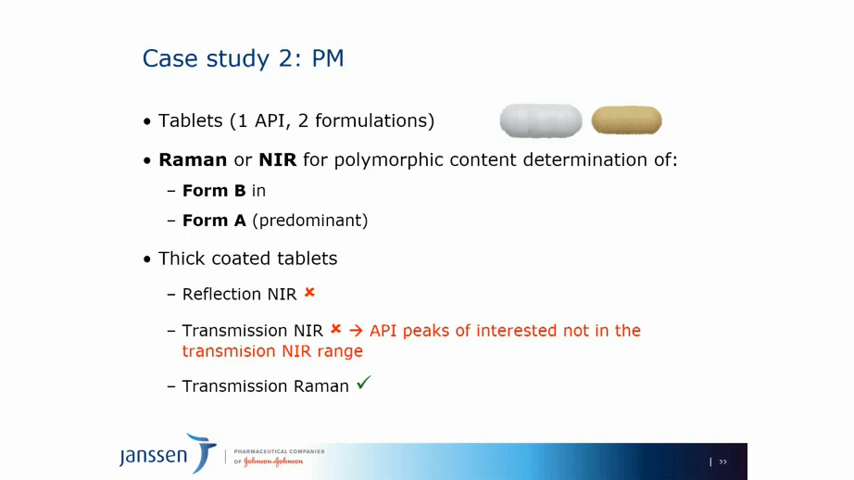 Case study 2: PM
• Tablets (1 API, 2 formulations)
• Raman or NIR for polymorphic content determination of:
– Form B in
– Form A (predominant)
• Thick coated tablets
– Reflection NIR ✘
– Transmission NIR ✘ → API peaks of interested not in the
transmision NIR range
– Transmission Raman ✓
janssen
PHARMACEUTICAL COMPANIES
OF Johnson & Johnson